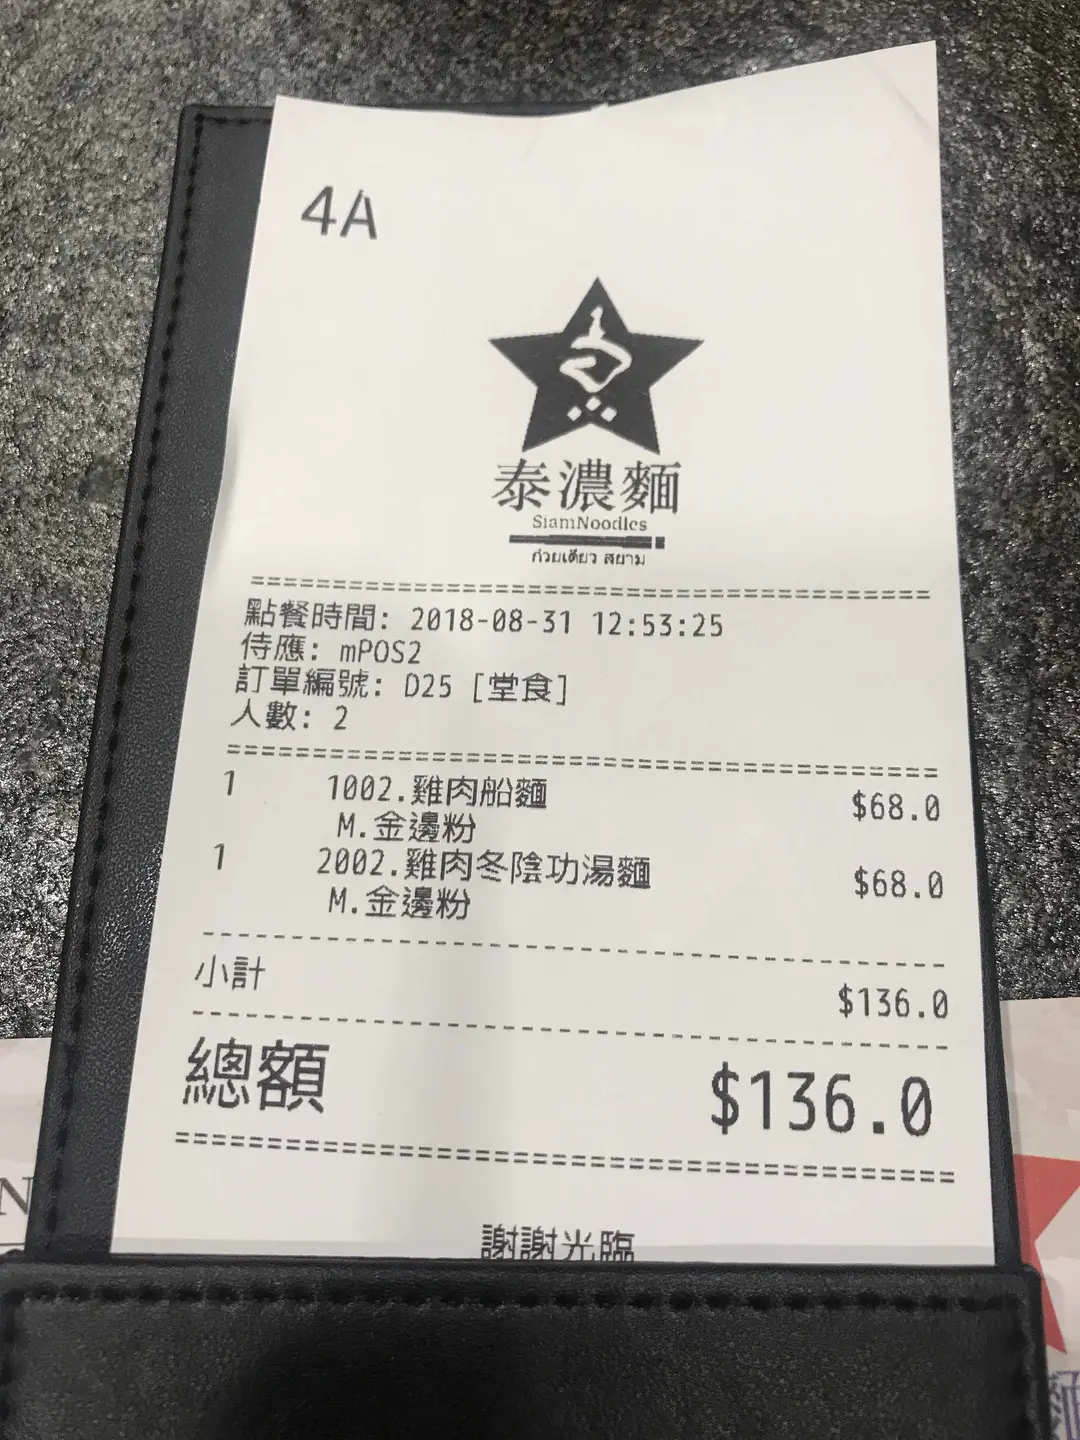 4A
泰濃麵
SiamNoodles
ก๋วยเตี๋ยว สยาม
點餐時間: 2018-08-31 12:53:25
侍應: mPOS2
訂單編號: D25 [堂食]
人數: 2
1 1002.雞肉船麵 $68.0
M.金邊粉
1 2002.雞肉冬陰功湯麵 $68.0
M.金邊粉
小計 $136.0
總額 $136.0
謝謝光臨
N